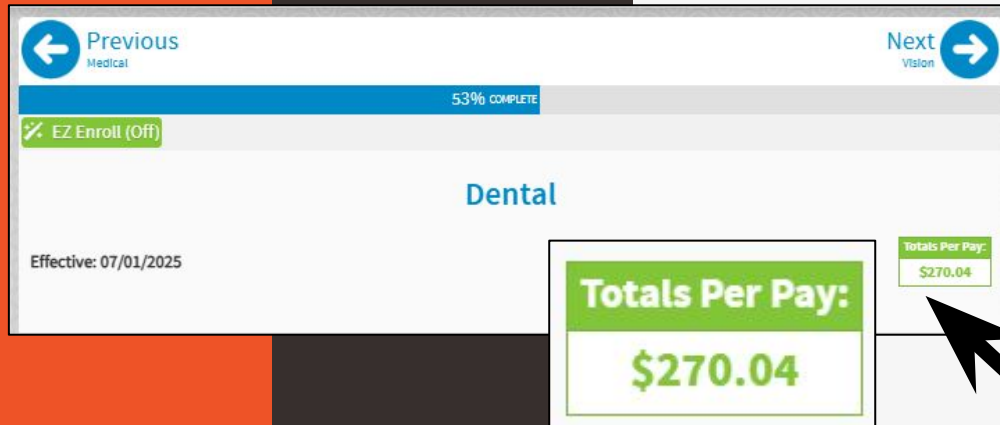 Previous
Medical
Next
Vision
53% COMPLETE
EZ Enroll (Off)
Dental
Effective: 07/01/2025
Totals Per Pay:
$270.04
Totals Per Pay:
$270.04